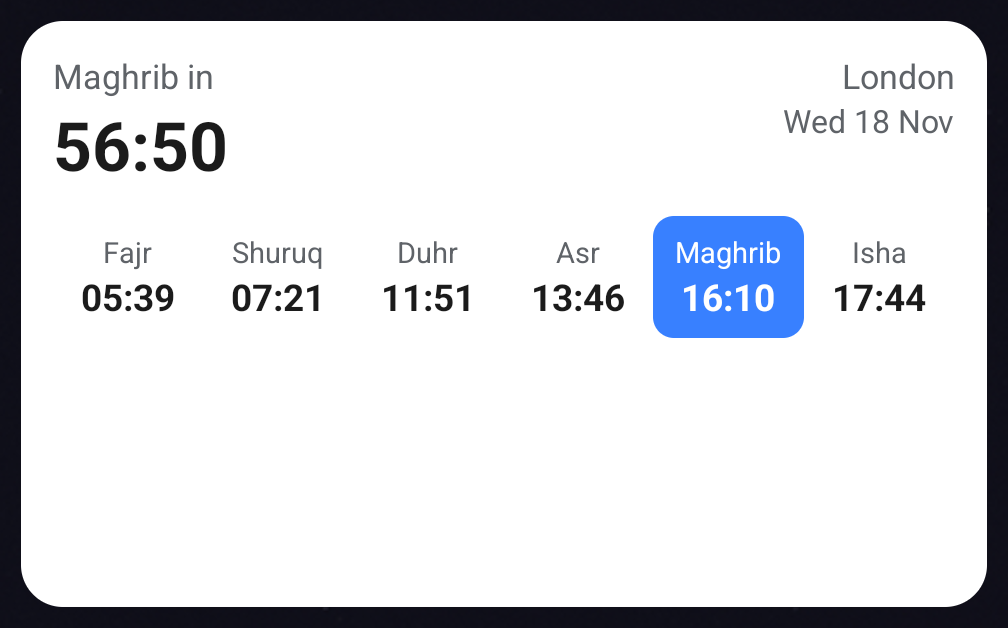 Maghrib in
56:50
London
Wed 18 Nov
Fajr
05:39
Shuruq
07:21
Duhr
11:51
Asr
13:46
Maghrib
16:10
Isha
17:44